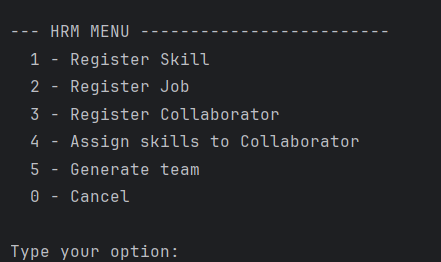 --- HRM MENU -------------------------
1 - Register Skill
2 - Register Job
3 - Register Collaborator
4 - Assign skills to Collaborator
5 - Generate team
0 - Cancel
Type your option: